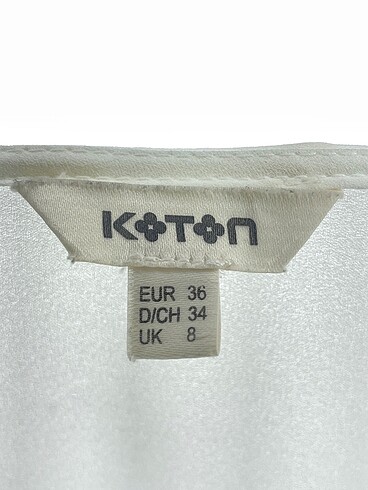 KOTON
EUR 36
D/CH 34
UK 8